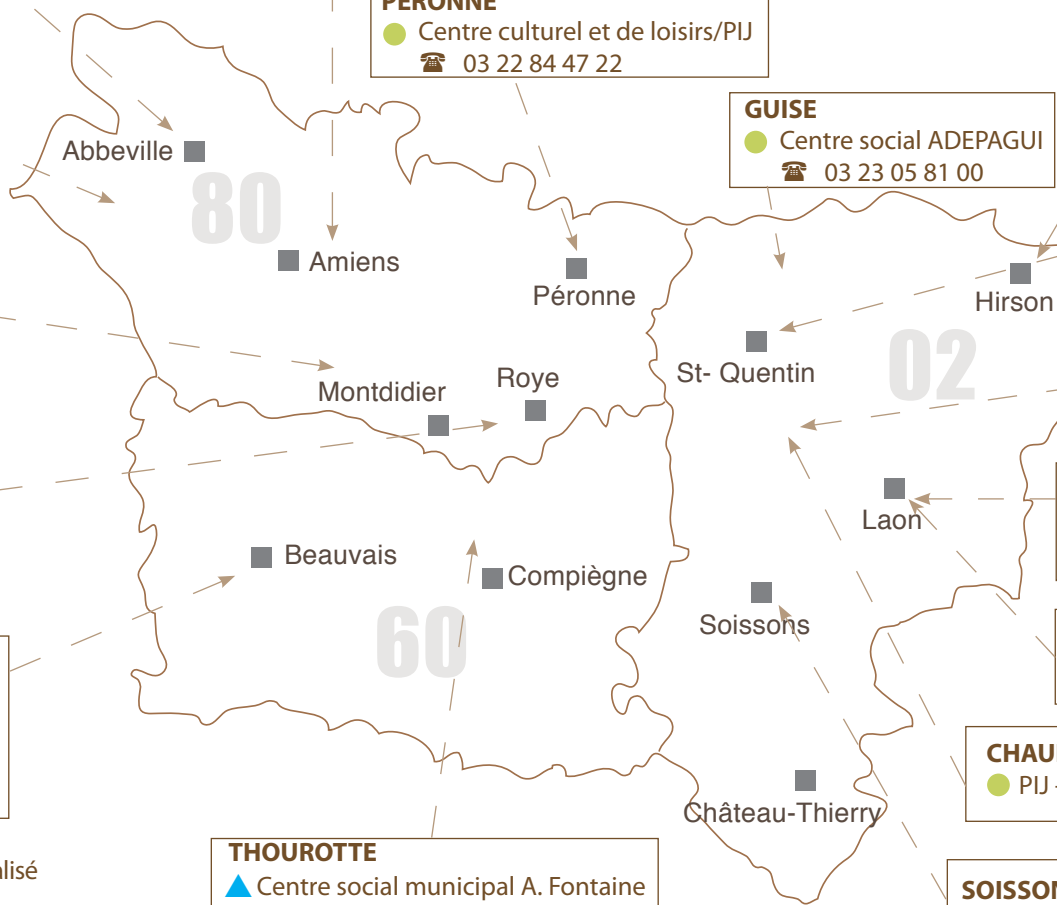 PÉRONNE
Centre culturel et de loisirs/PIJ
☎ 03 22 84 47 22
GUISE
Centre social ADEPAGUI
☎ 03 23 05 81 00
Abbeville
80
Amiens
Péronne
Hirson
St- Quentin
02
Montdidier
Roye
Laon
Beauvais
Compiègne
60
Soissons
Château-Thierry
THOUROTTE
Centre social municipal A. Fontaine
PIJ -